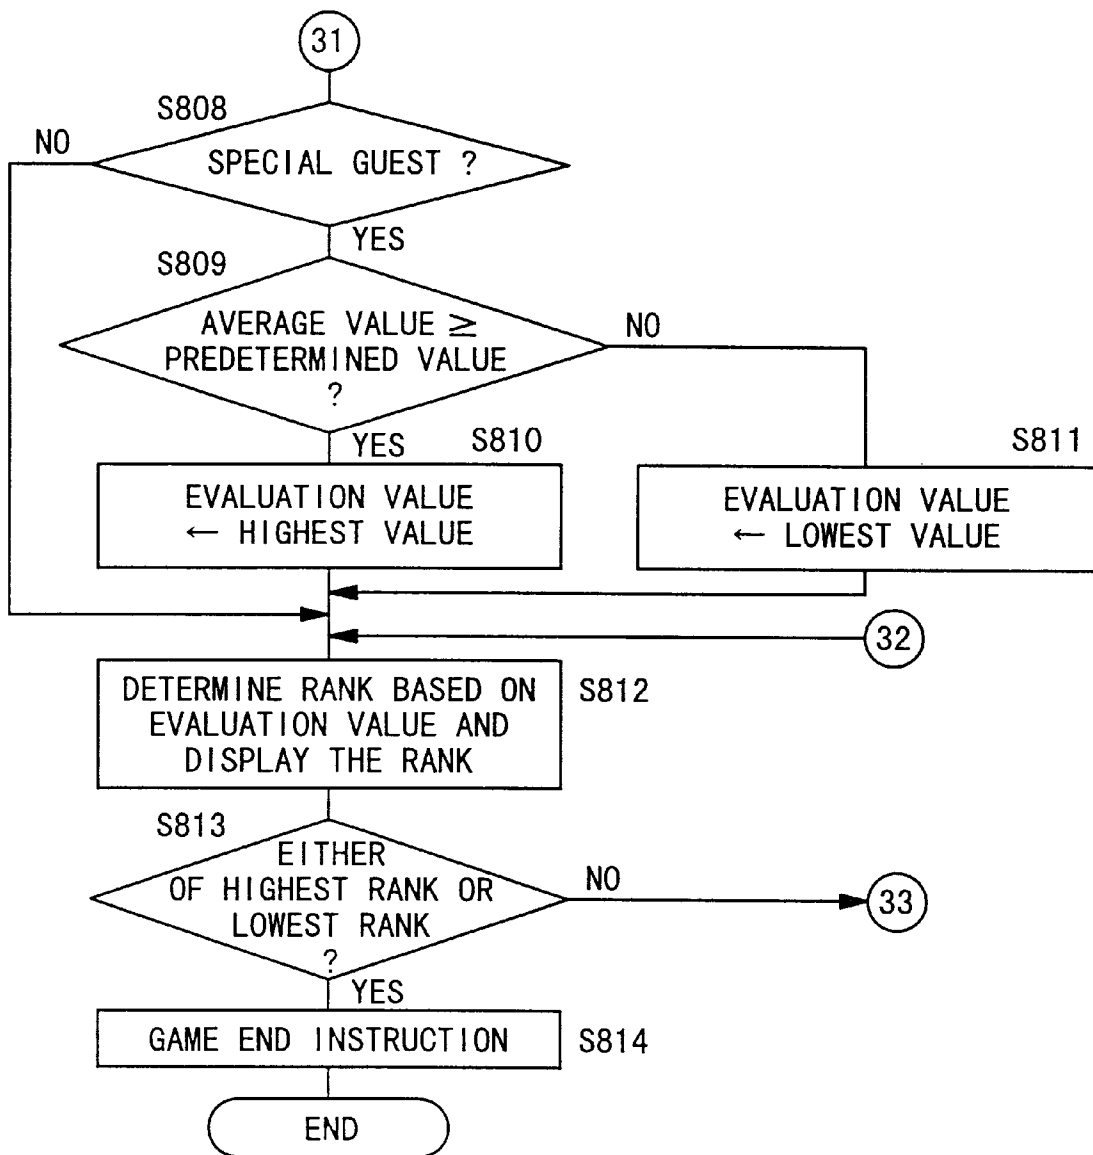 31
S808
NO
SPECIAL GUEST ?
YES
S809
AVERAGE VALUE ≥
PREDETERMINED VALUE
?
NO
YES
S810
S811
EVALUATION VALUE
← HIGHEST VALUE
EVALUATION VALUE
← LOWEST VALUE
32
DETERMINE RANK BASED ON
EVALUATION VALUE AND
DISPLAY THE RANK
S812
S813
EITHER
OF HIGHEST RANK OR
LOWEST RANK
?
NO
33
YES
GAME END INSTRUCTION
S814
END